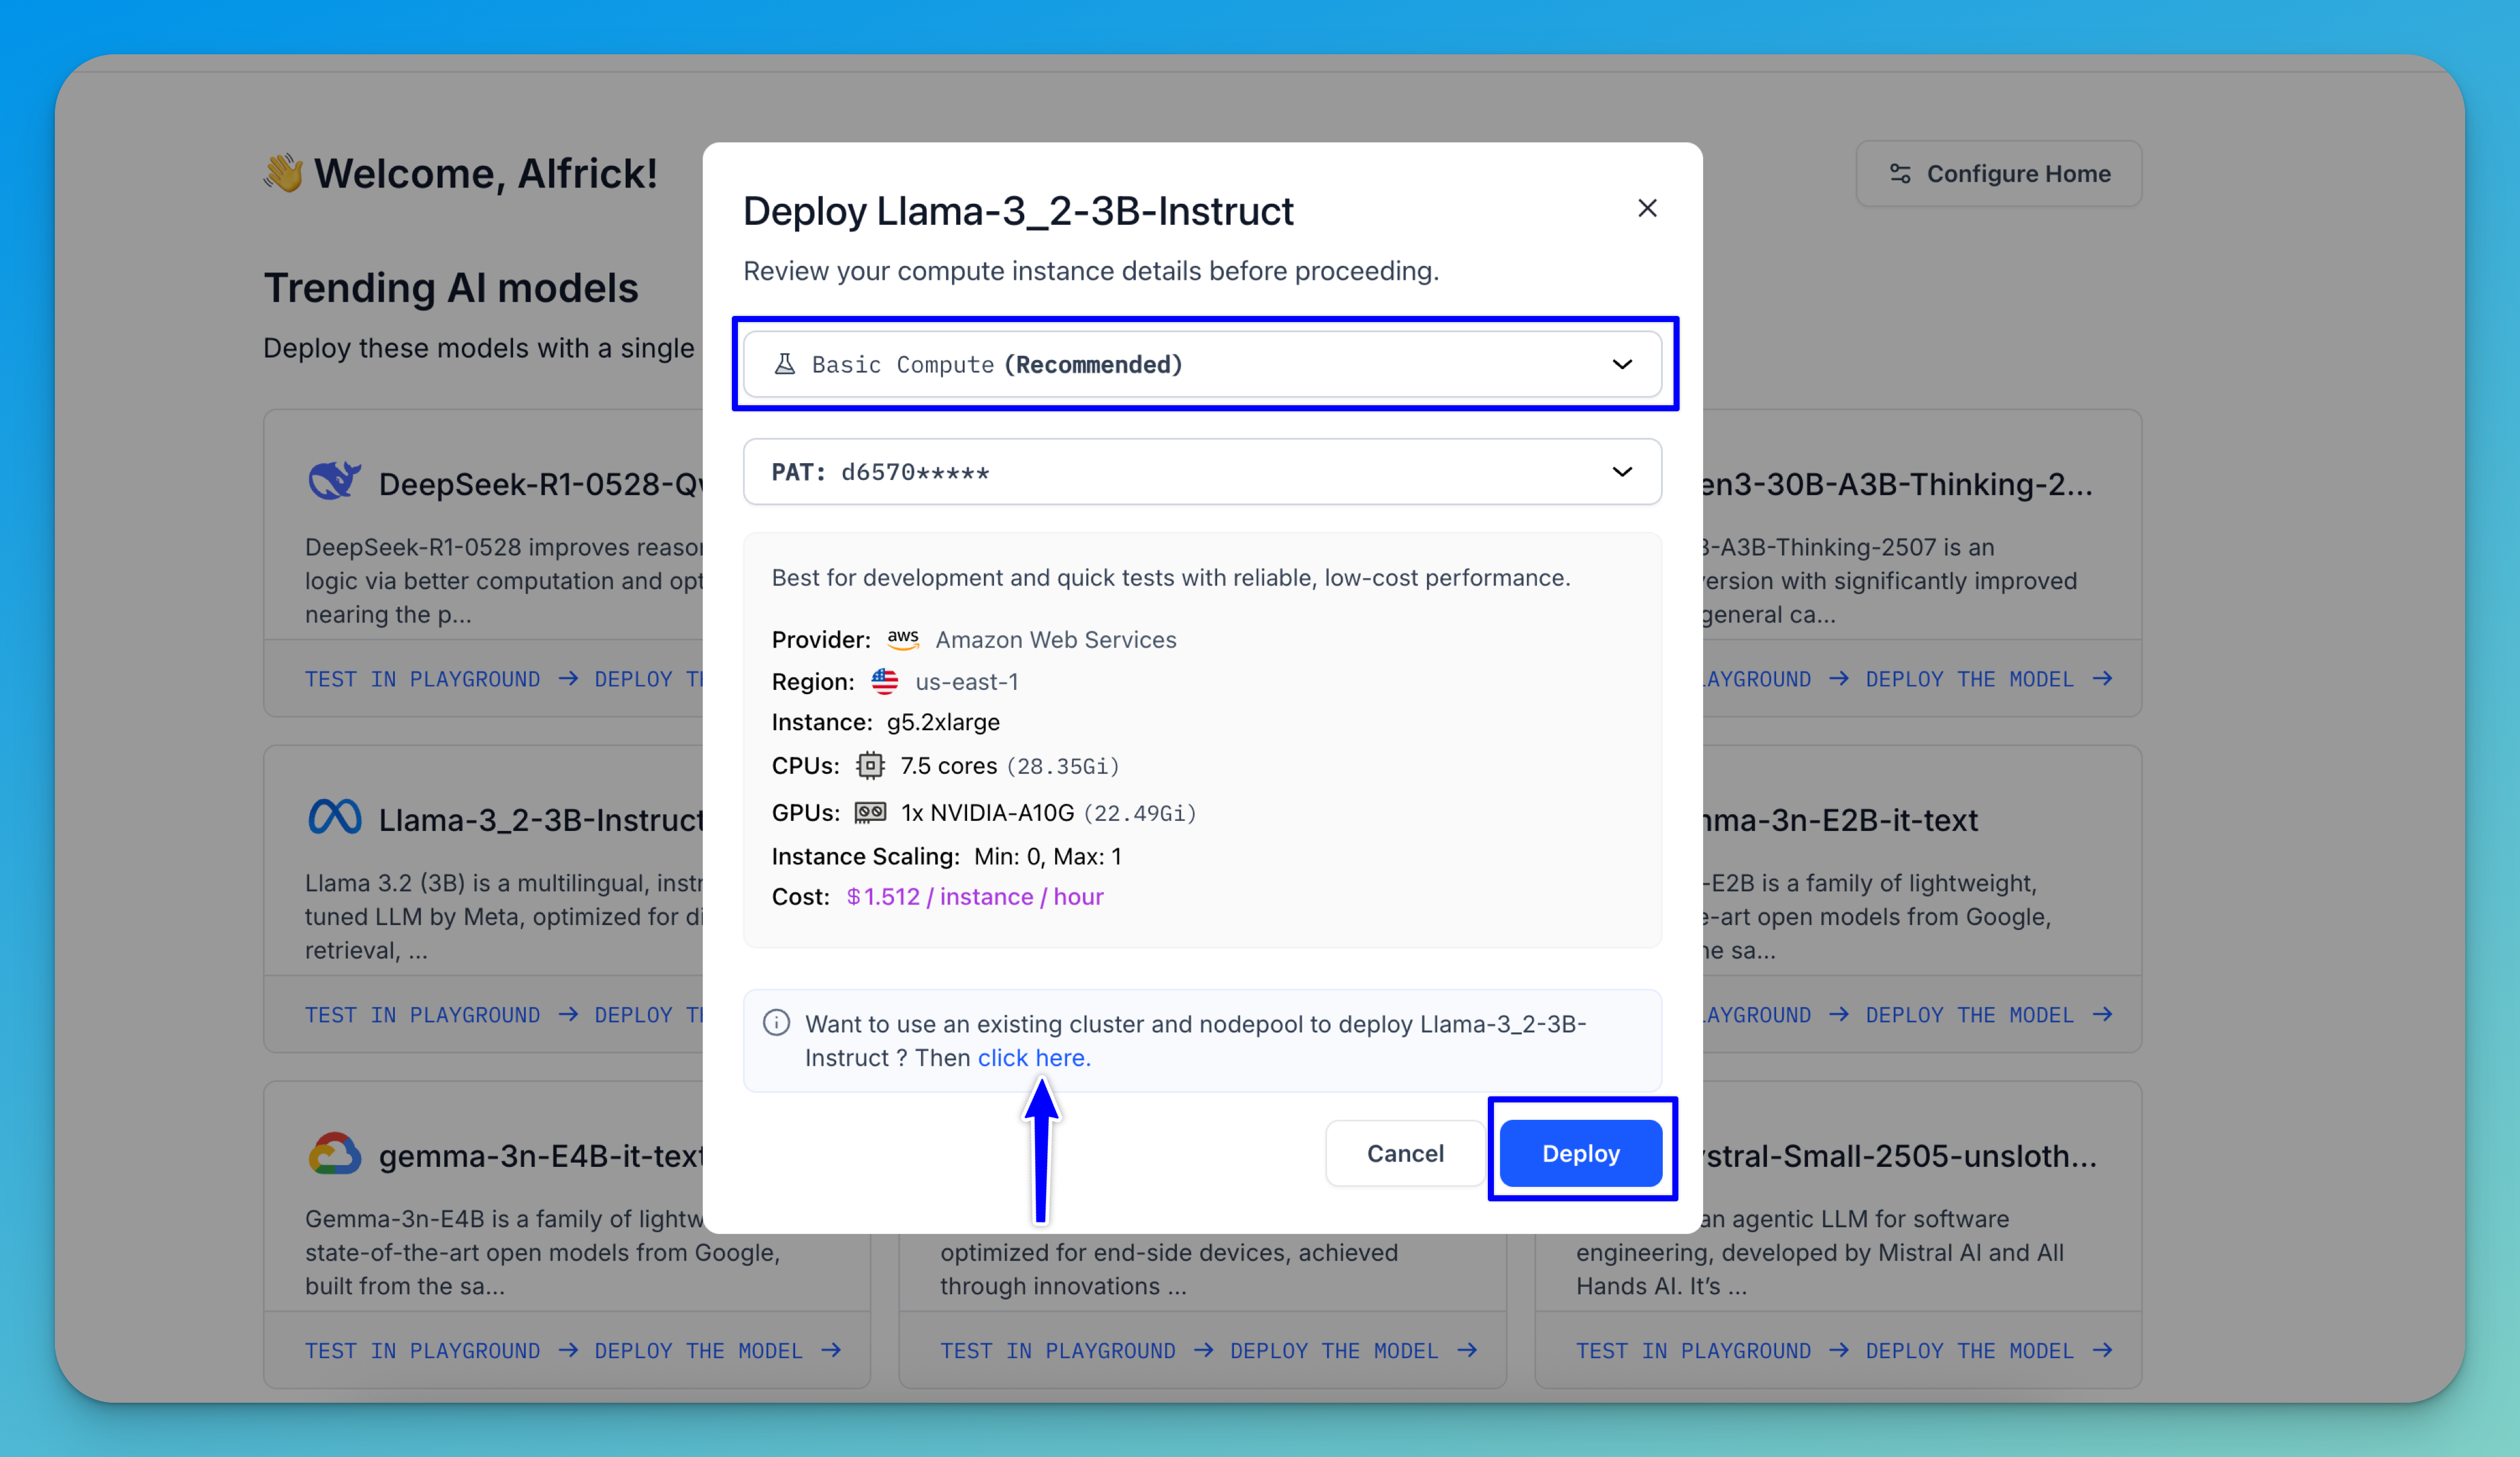 👋 Welcome, Alfrick!
Configure Home
Trending AI models
Deploy these models with a single
DeepSeek-R1-0528-Qw
DeepSeek-R1-0528 improves
logic via better computation and
nearing the p...
TEST IN PLAYGROUND → DEPLOY
Llama-3_2-3B-Instruct
Llama 3.2 (3B) is a multilingual,
tuned LLM by Meta, optimized for
retrieval, ...
TEST IN PLAYGROUND → DEPLOY
gemma-3n-E4B-it-text
Gemma-3n-E4B is a family of
state-of-the-art open models from Google,
built from the sa...
TEST IN PLAYGROUND → DEPLOY THE MODEL →
Deploy Llama-3_2-3B-Instruct
Review your compute instance details before proceeding.
Basic Compute (Recommended)
PAT: d6570*****
Best for development and quick tests with reliable, low-cost performance.
Provider: aws Amazon Web Services
Region: us-east-1
Instance: g5.2xlarge
CPUs: 7.5 cores (28.35Gi)
GPUs: 1x NVIDIA-A10G (22.49Gi)
Instance Scaling: Min: 0, Max: 1
Cost: $1.512 / instance / hour
Want to use an existing cluster and nodepool to deploy Llama-3_2-3B-
Instruct ? Then click here.
Cancel
Deploy
optimized for end-side devices, achieved
through innovations ...
TEST IN PLAYGROUND → DEPLOY THE MODEL →
en3-30B-A3B-Thinking-2...
-A3B-Thinking-2507 is an
version with significantly improved
general ca...
AYGROUND → DEPLOY THE MODEL →
ma-3n-E2B-it-text
-E2B is a family of lightweight,
-art open models from Google,
he sa...
AYGROUND → DEPLOY THE MODEL →
stral-Small-2505-unsloth...
an agentic LLM for software
engineering, developed by Mistral AI and All
Hands AI. It's ...
TEST IN PLAYGROUND → DEPLOY THE MODEL →